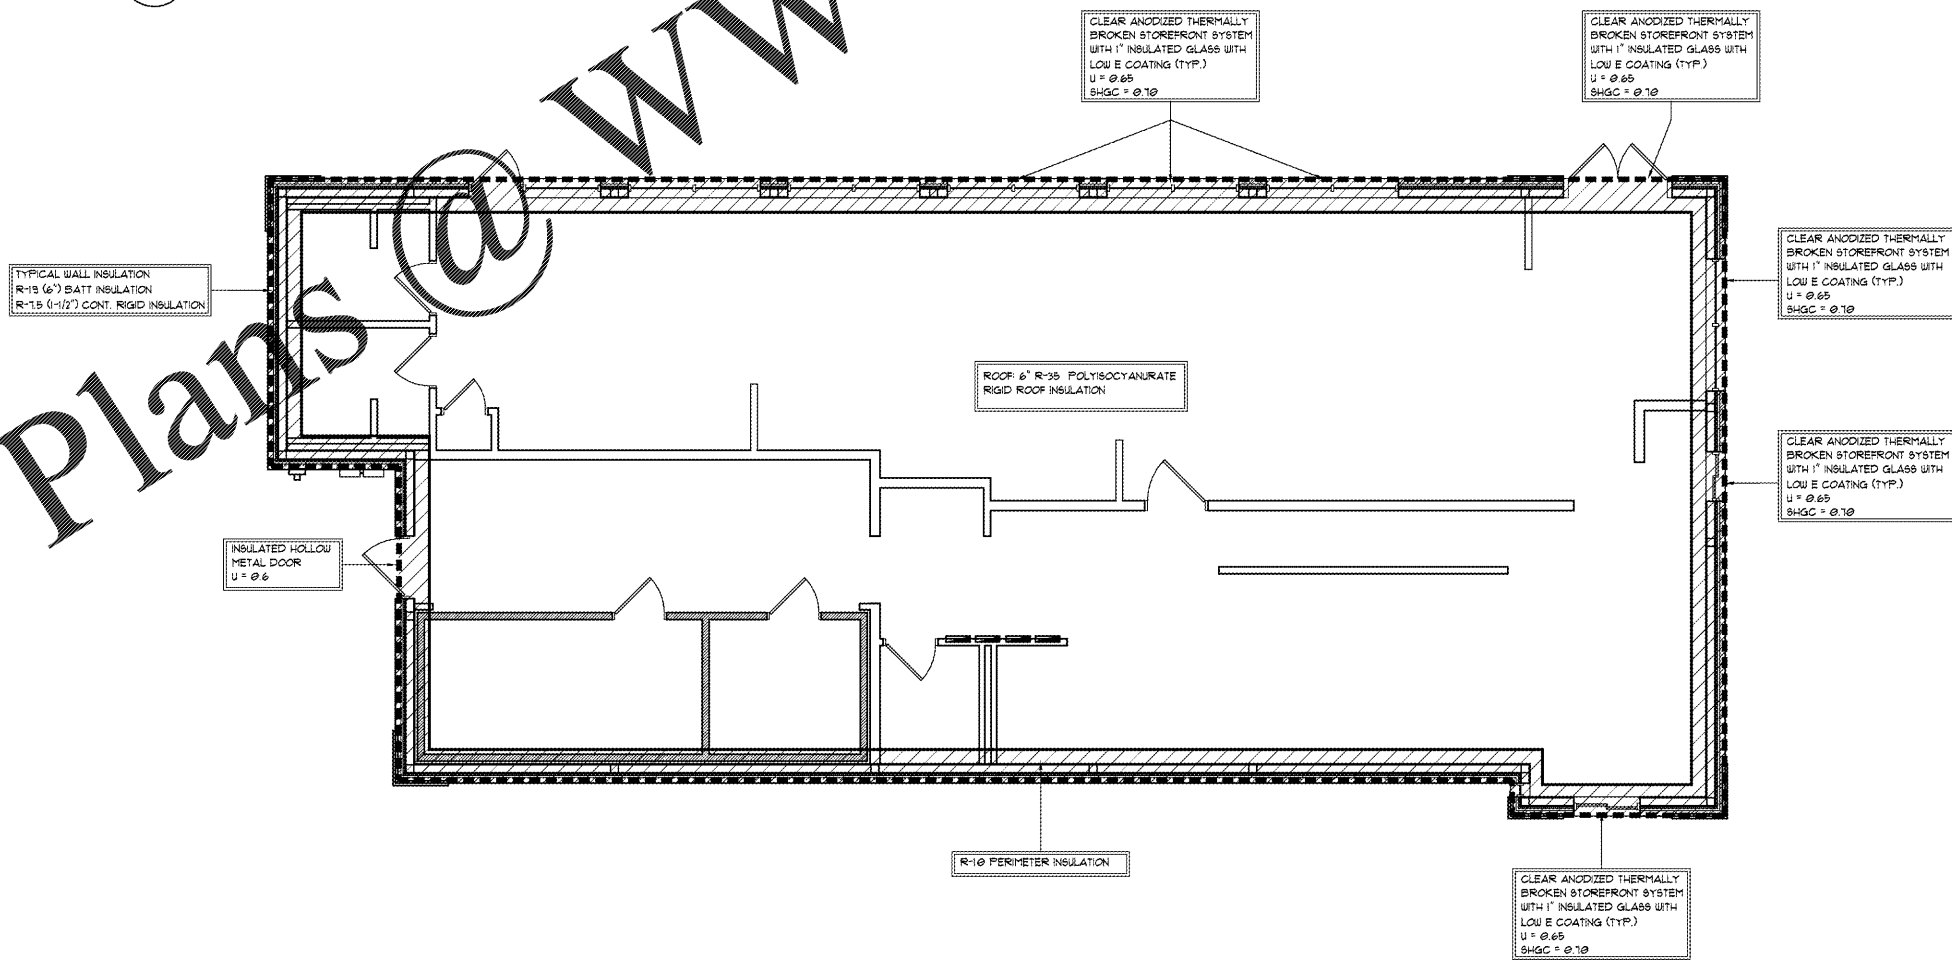 CLEAR ANODIZED THERMALLY
BROKEN STOREFRONT SYSTEM
WITH 1" INSULATED GLASS WITH
LOW E COATING (TYP.)
U = 0.65
SHGC = 0.70
CLEAR ANODIZED THERMALLY
BROKEN STOREFRONT SYSTEM
WITH 1" INSULATED GLASS WITH
LOW E COATING (TYP.)
U = 0.65
SHGC = 0.70
Plans @ WW
TYPICAL WALL INSULATION
R-19 (6") BATT INSULATION
R-7.5 (1-1/2") CONT. RIGID INSULATION
CLEAR ANODIZED THERMALLY
BROKEN STOREFRONT SYSTEM
WITH 1" INSULATED GLASS WITH
LOW E COATING (TYP.)
U = 0.65
SHGC = 0.70
ROOF: 6" R-35 POLYISOCYANURATE
RIGID ROOF INSULATION
CLEAR ANODIZED THERMALLY
BROKEN STOREFRONT SYSTEM
WITH 1" INSULATED GLASS WITH
LOW E COATING (TYP.)
U = 0.65
SHGC = 0.70
INSULATED HOLLOW
METAL DOOR
U = 0.6
R-10 PERIMETER INSULATION
CLEAR ANODIZED THERMALLY
BROKEN STOREFRONT SYSTEM
WITH 1" INSULATED GLASS WITH
LOW E COATING (TYP.)
U = 0.65
SHGC = 0.70